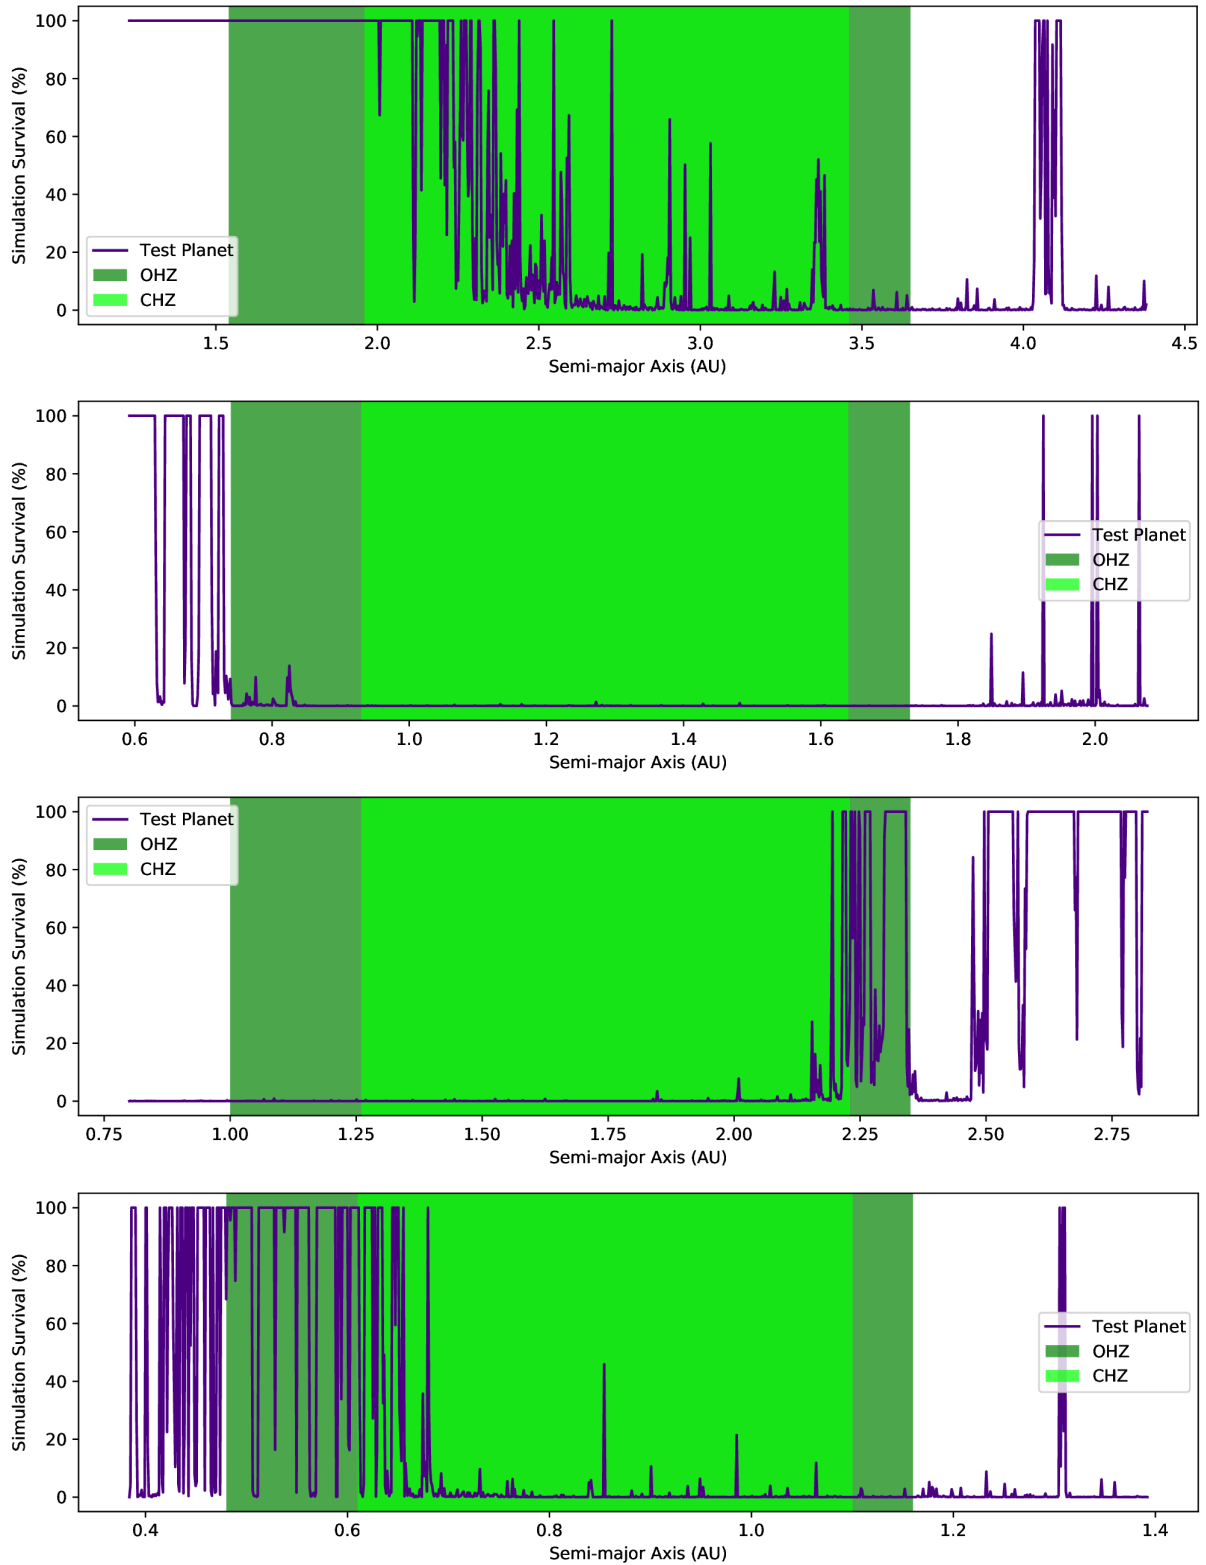 100
80
60
40
20
0
Simulation Survival (%)
Test Planet
OHZ
CHZ
1.5 2.0 2.5 3.0 3.5 4.0 4.5
Semi-major Axis (AU)
100
80
60
40
20
0
Simulation Survival (%)
Test Planet
OHZ
CHZ
0.6 0.8 1.0 1.2 1.4 1.6 1.8 2.0
Semi-major Axis (AU)
100
80
60
40
20
0
Simulation Survival (%)
Test Planet
OHZ
CHZ
0.75 1.00 1.25 1.50 1.75 2.00 2.25 2.50 2.75
Semi-major Axis (AU)
100
80
60
40
20
0
Simulation Survival (%)
Test Planet
OHZ
CHZ
0.4 0.6 0.8 1.0 1.2 1.4
Semi-major Axis (AU)